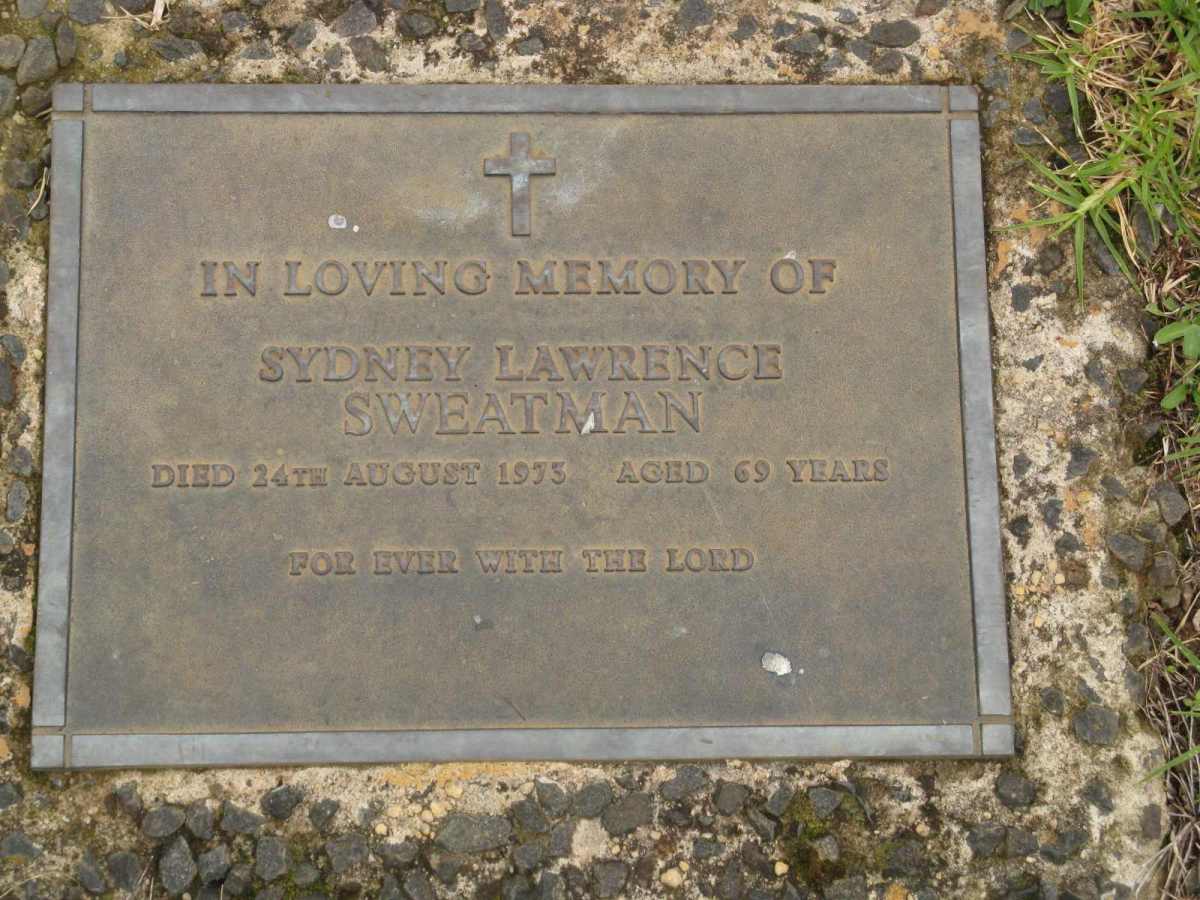 IN LOVING MEMORY OF
SYDNEY LAWRENCE
SWEATMAN
DIED 24TH AUGUST 1973 AGED 69 YEARS
FOR EVER WITH THE LORD